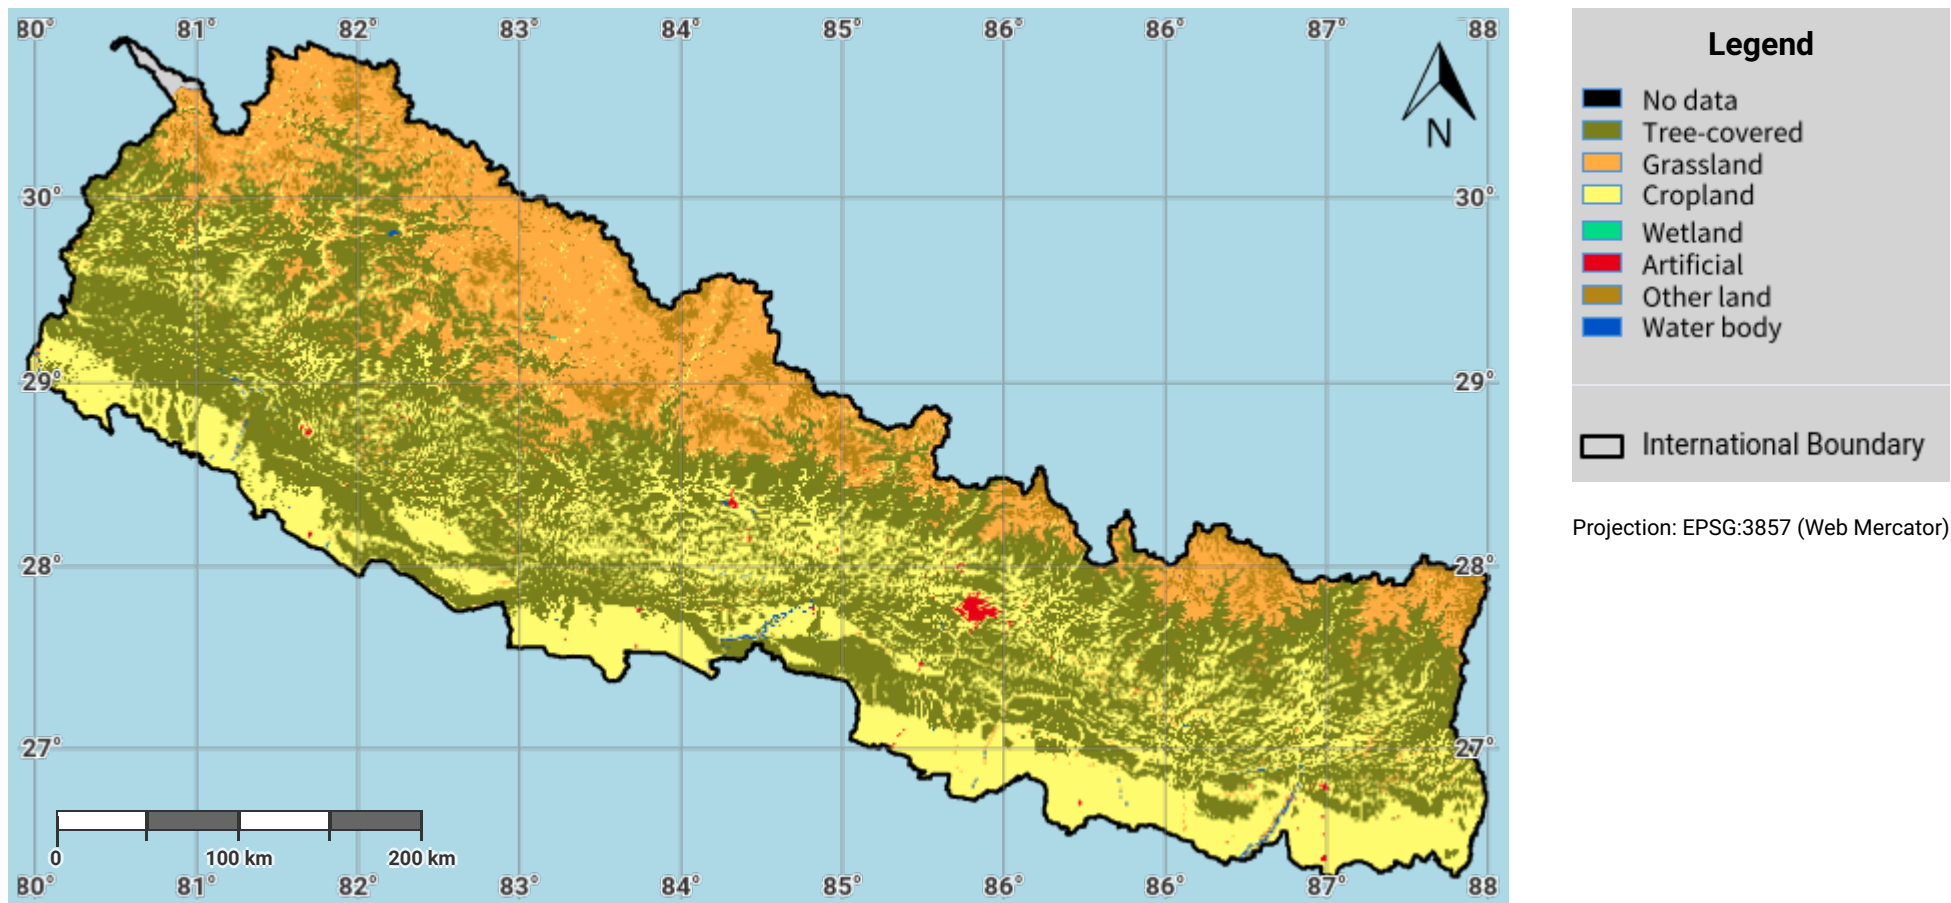 80° 81° 82° 83° 84° 85° 86° 86° 87° 88
N
30° 30°
29° 29°
28° 28°
27° 27°
0 100 km 200 km
80° 81° 82° 83° 84° 85° 86° 86° 87° 88
Legend
No data
Tree-covered
Grassland
Cropland
Wetland
Artificial
Other land
Water body
International Boundary
Projection: EPSG:3857 (Web Mercator)